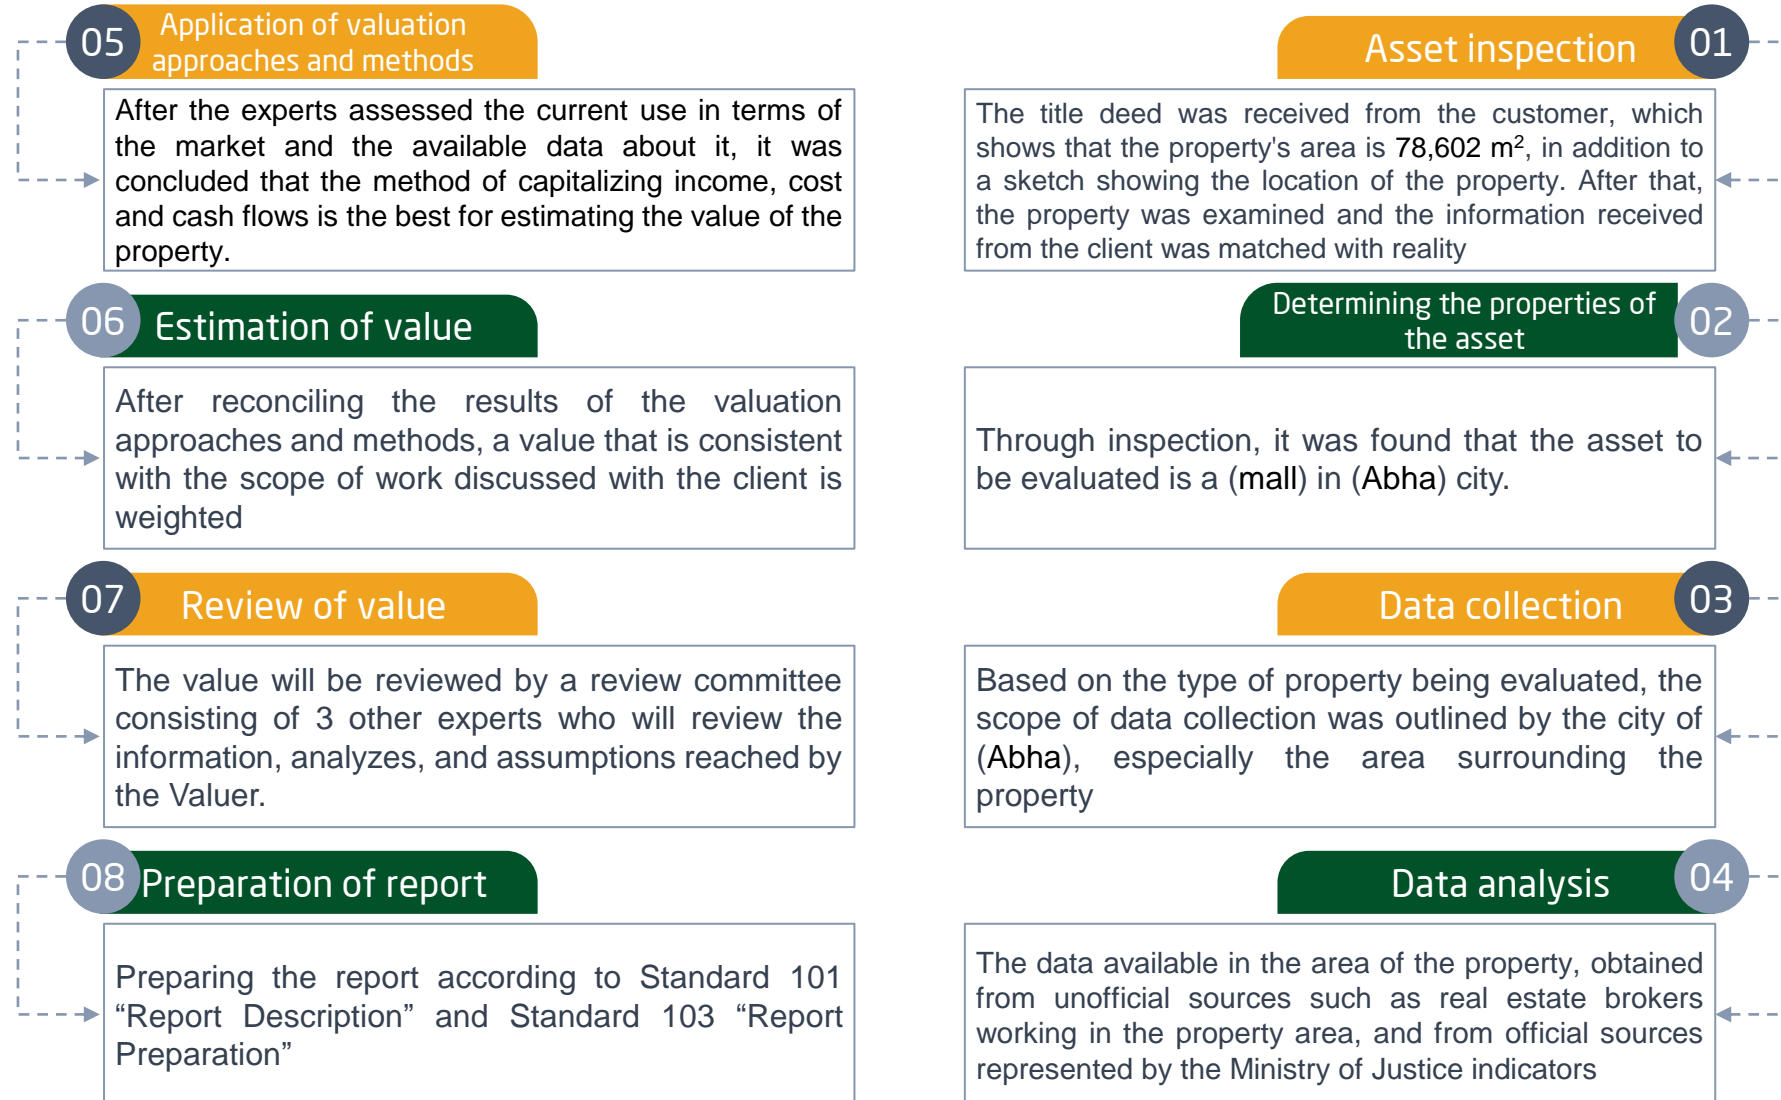 01
Asset inspection
The title deed was received from the customer, which
shows that the property's area is 78,602 m², in addition to
a sketch showing the location of the property. After that,
the property was examined and the information received
from the client was matched with reality
02
Determining the properties of
the asset
Through inspection, it was found that the asset to
be evaluated is a (mall) in (Abha) city.
03
Data collection
Based on the type of property being evaluated, the
scope of data collection was outlined by the city of
(Abha), especially the area surrounding the
property
04
Data analysis
The data available in the area of the property, obtained
from unofficial sources such as real estate brokers
working in the property area, and from official sources
represented by the Ministry of Justice indicators
05
Application of valuation
approaches and methods
After the experts assessed the current use in terms of
the market and the available data about it, it was
concluded that the method of capitalizing income, cost
and cash flows is the best for estimating the value of the
property.
06
Estimation of value
After reconciling the results of the valuation
approaches and methods, a value that is consistent
with the scope of work discussed with the client is
weighted
07
Review of value
The value will be reviewed by a review committee
consisting of 3 other experts who will review the
information, analyzes, and assumptions reached by
the Valuer.
08
Preparation of report
Preparing the report according to Standard 101
“Report Description” and Standard 103 “Report
Preparation”